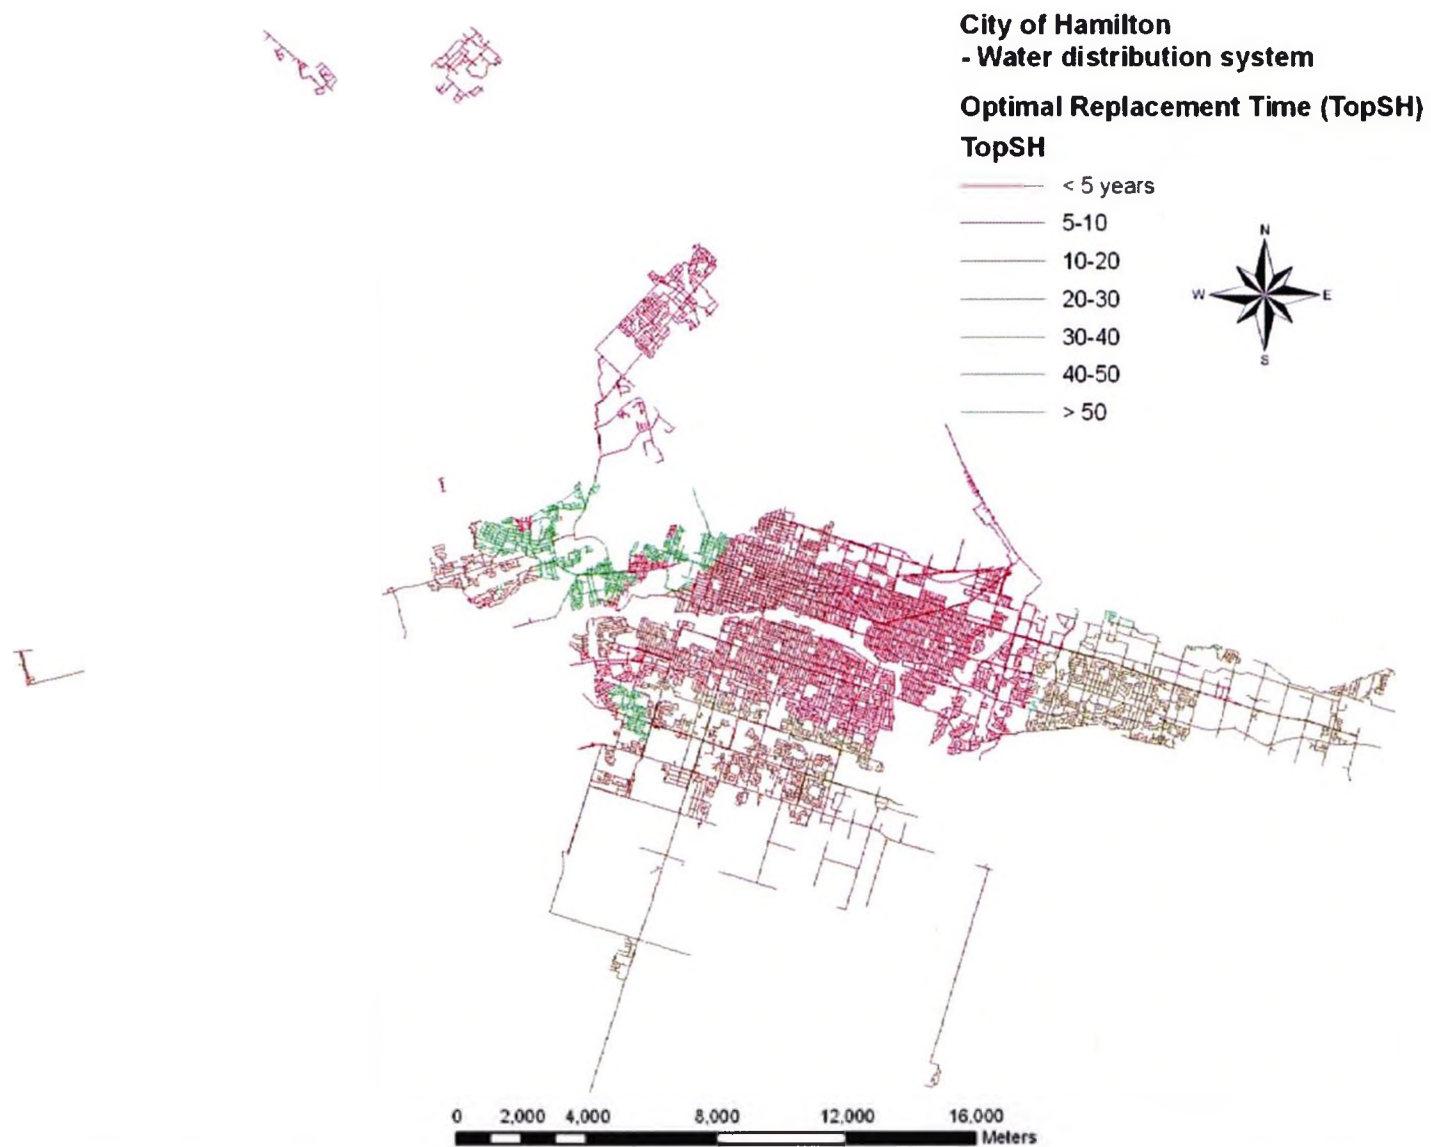 City of Hamilton
- Water distribution system
Optimal Replacement Time (TopSH)
TopSH
< 5 years
5-10
10-20
20-30
30-40
40-50
> 50
N
W E
S
0 2,000 4,000 8,000 12,000 16,000
Meters